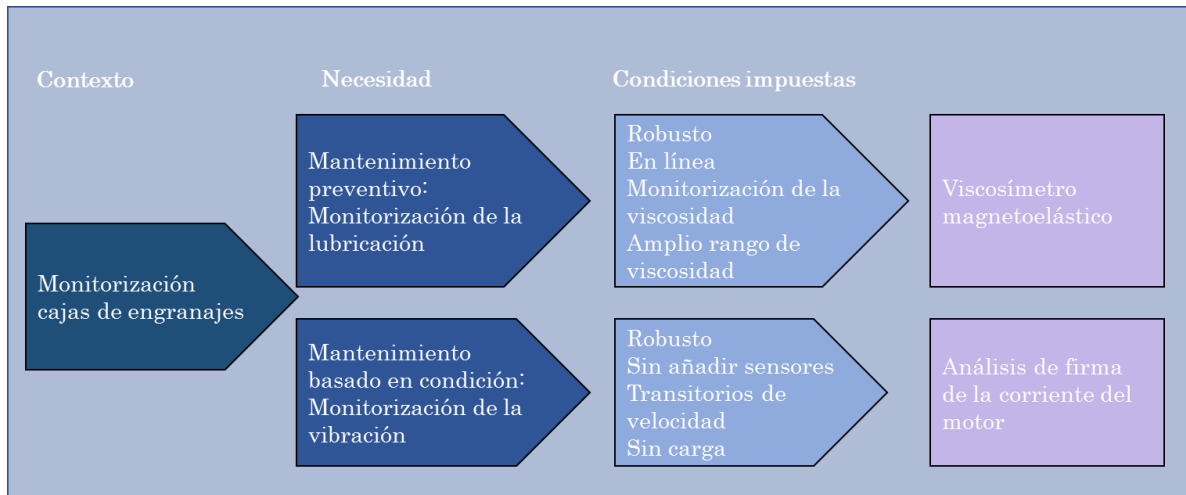 Contexto
Necesidad
Condiciones impuestas
Monitorización
cajas de engranajes
Mantenimiento
preventivo:
Monitorización de la
lubricación
Robusto
En línea
Monitorización de la
viscosidad
Amplio rango de
viscosidad
Viscosímetro
magnetoelástico
Mantenimiento
basado en condición:
Monitorización de la
vibración
Robusto
Sin añadir sensores
Transitorios de
velocidad
Sin carga
Análisis de firma
de la corriente del
motor